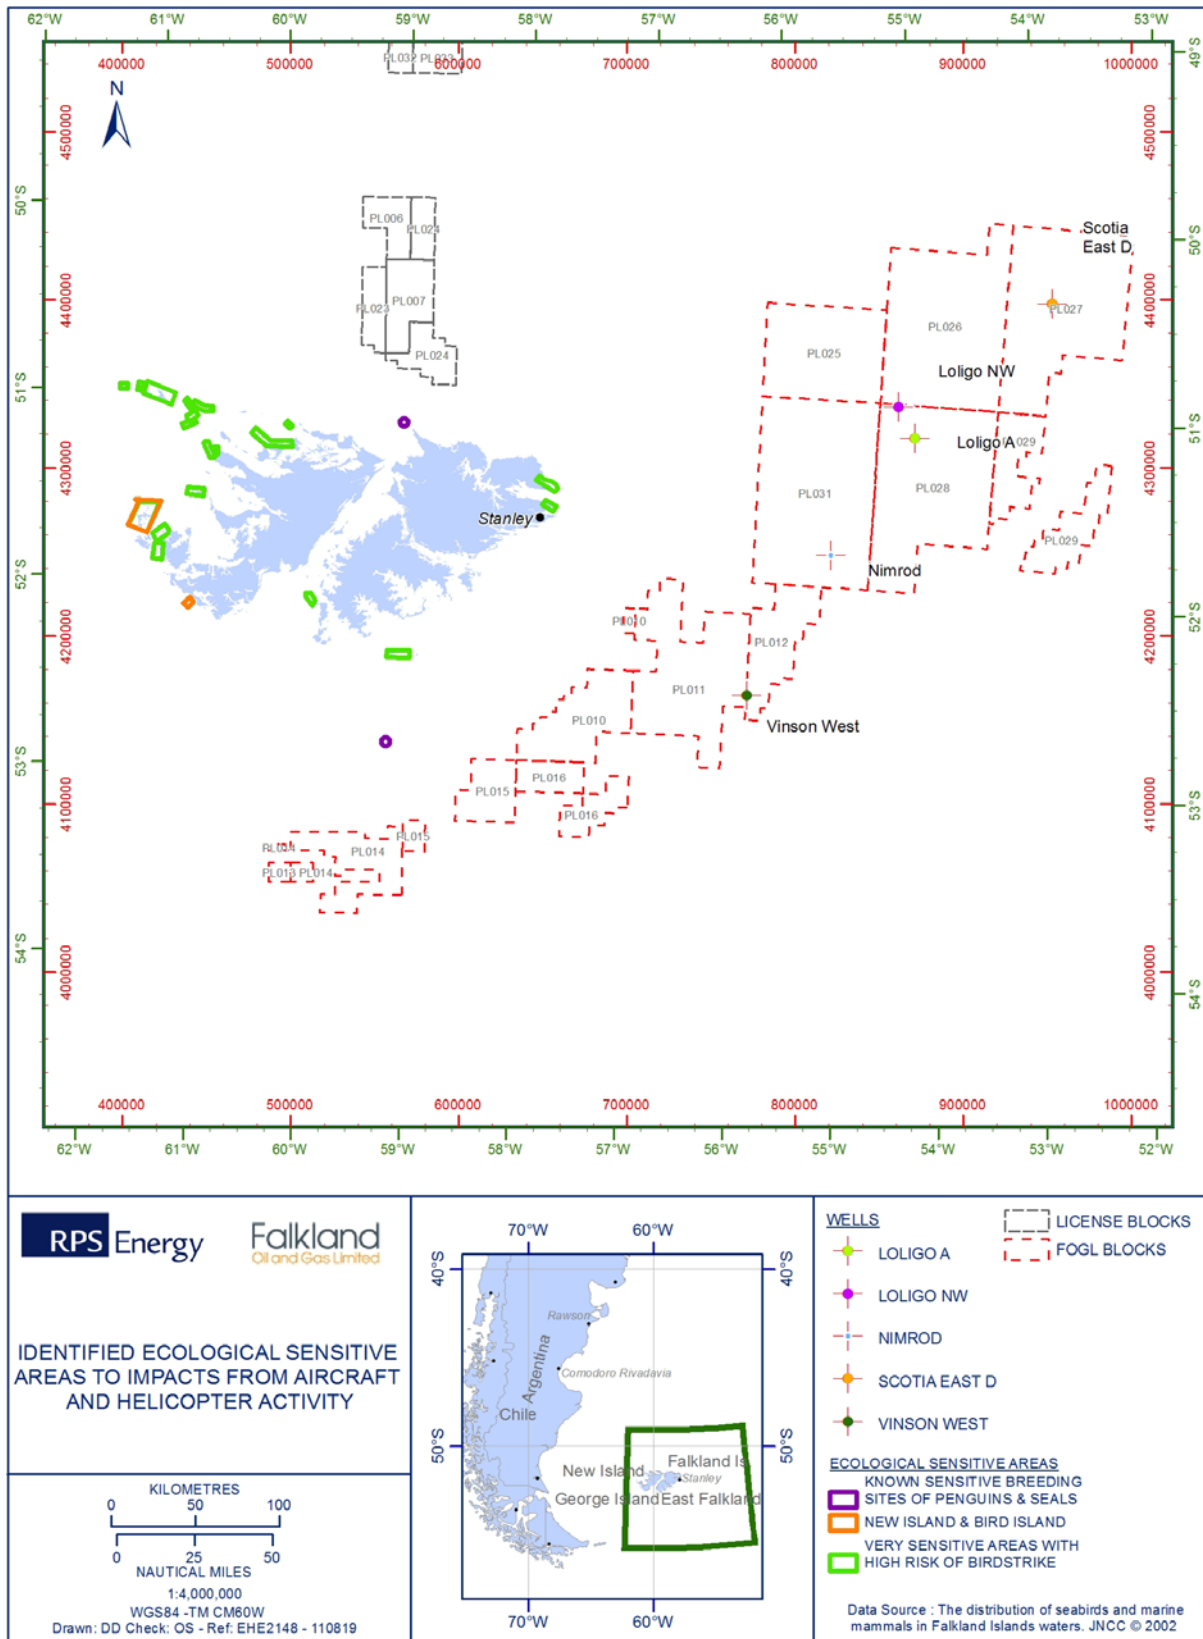 62°W 61°W 60°W 59°W 58°W 57°W 56°W 55°W 54°W 53°W
400000 500000 600000 700000 800000 900000 1000000
PL032 PL033
49°S
N
4500000
4500000
50°S
50°S
PL006
PL024
Scotia
East D
4400000
4400000
PL007
PL023
PL027
PL026
PL025
PL024
51°S
Loligo NW
51°S
Loligo A
PL029
4300000
4300000
PL031
PL028
Stanley
PL029
52°S
Nimrod
52°S
4200000
4200000
PL010
PL012
PL011
PL010
Vinson West
53°S
PL016
PL015
53°S
4100000
4100000
PL016
PL015
PL014
PL014
PL013 PL014
54°S
54°S
4000000
4000000
400000 500000 600000 700000 800000 900000 1000000
62°W 61°W 60°W 59°W 58°W 57°W 56°W 55°W 54°W 53°W 52°W
RPS Energy
Falkland
Oil and Gas Limited
IDENTIFIED ECOLOGICAL SENSITIVE
AREAS TO IMPACTS FROM AIRCRAFT
AND HELICOPTER ACTIVITY
KILOMETRES
0 50 100
0 25 50
NAUTICAL MILES
1:4,000,000
WGS84 -TM CM60W
Drawn: DD Check: OS - Ref: EHE2148 - 110819
70°W 60°W
40°S
40°S
Rawson
Argentina
Comodoro Rivadavia
Chile
50°S
50°S
Falkland Is
New Island
Stanley
George Island East Falkland
70°W 60°W
WELLS
LOLIGO A
LOLIGO NW
NIMROD
SCOTIA EAST D
VINSON WEST
LICENSE BLOCKS
FOGL BLOCKS
ECOLOGICAL SENSITIVE AREAS
KNOWN SENSITIVE BREEDING
SITES OF PENGUINS & SEALS
NEW ISLAND & BIRD ISLAND
VERY SENSITIVE AREAS WITH
HIGH RISK OF BIRDSTRIKE
Data Source : The distribution of seabirds and marine
mammals in Falkland Islands waters. JNCC © 2002